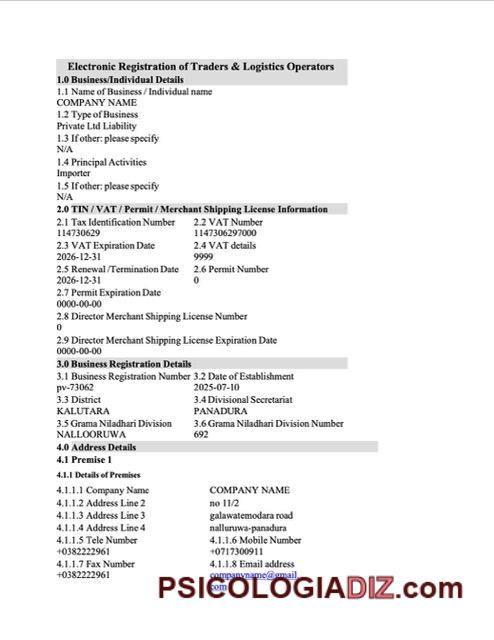 Electronic Registration of Traders & Logistics Operators
1.0 Business/Individual Details
1.1 Name of Business / Individual name
COMPANY NAME
1.2 Type of Business
Private Ltd Liability
1.3 If other: please specify
N/A
1.4 Principal Activities
Importer
1.5 If other: please specify
N/A
2.0 TIN / VAT / Permit / Merchant Shipping License Information
2.1 Tax Identification Number 2.2 VAT Number
114730629 1147306297000
2.3 VAT Expiration Date 2.4 VAT details
2026-12-31 9999
2.5 Renewal /Termination Date 2.6 Permit Number
2026-12-31 0
2.7 Permit Expiration Date
0000-00-00
2.8 Director Merchant Shipping License Number
0
2.9 Director Merchant Shipping License Expiration Date
0000-00-00
3.0 Business Registration Details
3.1 Business Registration Number 3.2 Date of Establishment
pv-73062 2025-07-10
3.3 District 3.4 Divisional Secretariat
KALUTARA PANADURA
3.5 Grama Niladhari Division 3.6 Grama Niladhari Division Number
NALLOORUWA 692
4.0 Address Details
4.1 Premise 1
4.1.1 Details of Premises
4.1.1.1 Company Name COMPANY NAME
4.1.1.2 Address Line 2 no 11/2
4.1.1.3 Address Line 3 galawatemodara road
4.1.1.4 Address Line 4 nalluruwa-panadura
4.1.1.5 Tele Number 4.1.1.6 Mobile Number
+0382222961 +0717300911
4.1.1.7 Fax Number 4.1.1.8 Email address
+0382222961 companyname@gmail.
com
PSICOLOGIADIZ.com